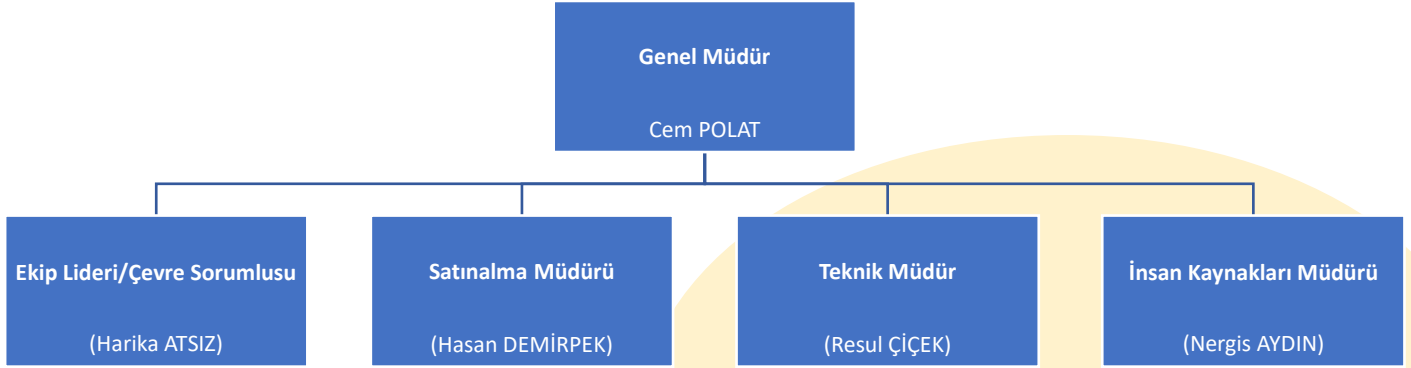 Genel Müdür
Cem POLAT
Ekip Lideri/Çevre Sorumlusu
(Harika ATSIZ)
Satınalma Müdürü
(Hasan DEMİRPEK)
Teknik Müdür
(Resul ÇİÇEK)
İnsan Kaynakları Müdürü
(Nergis AYDIN)